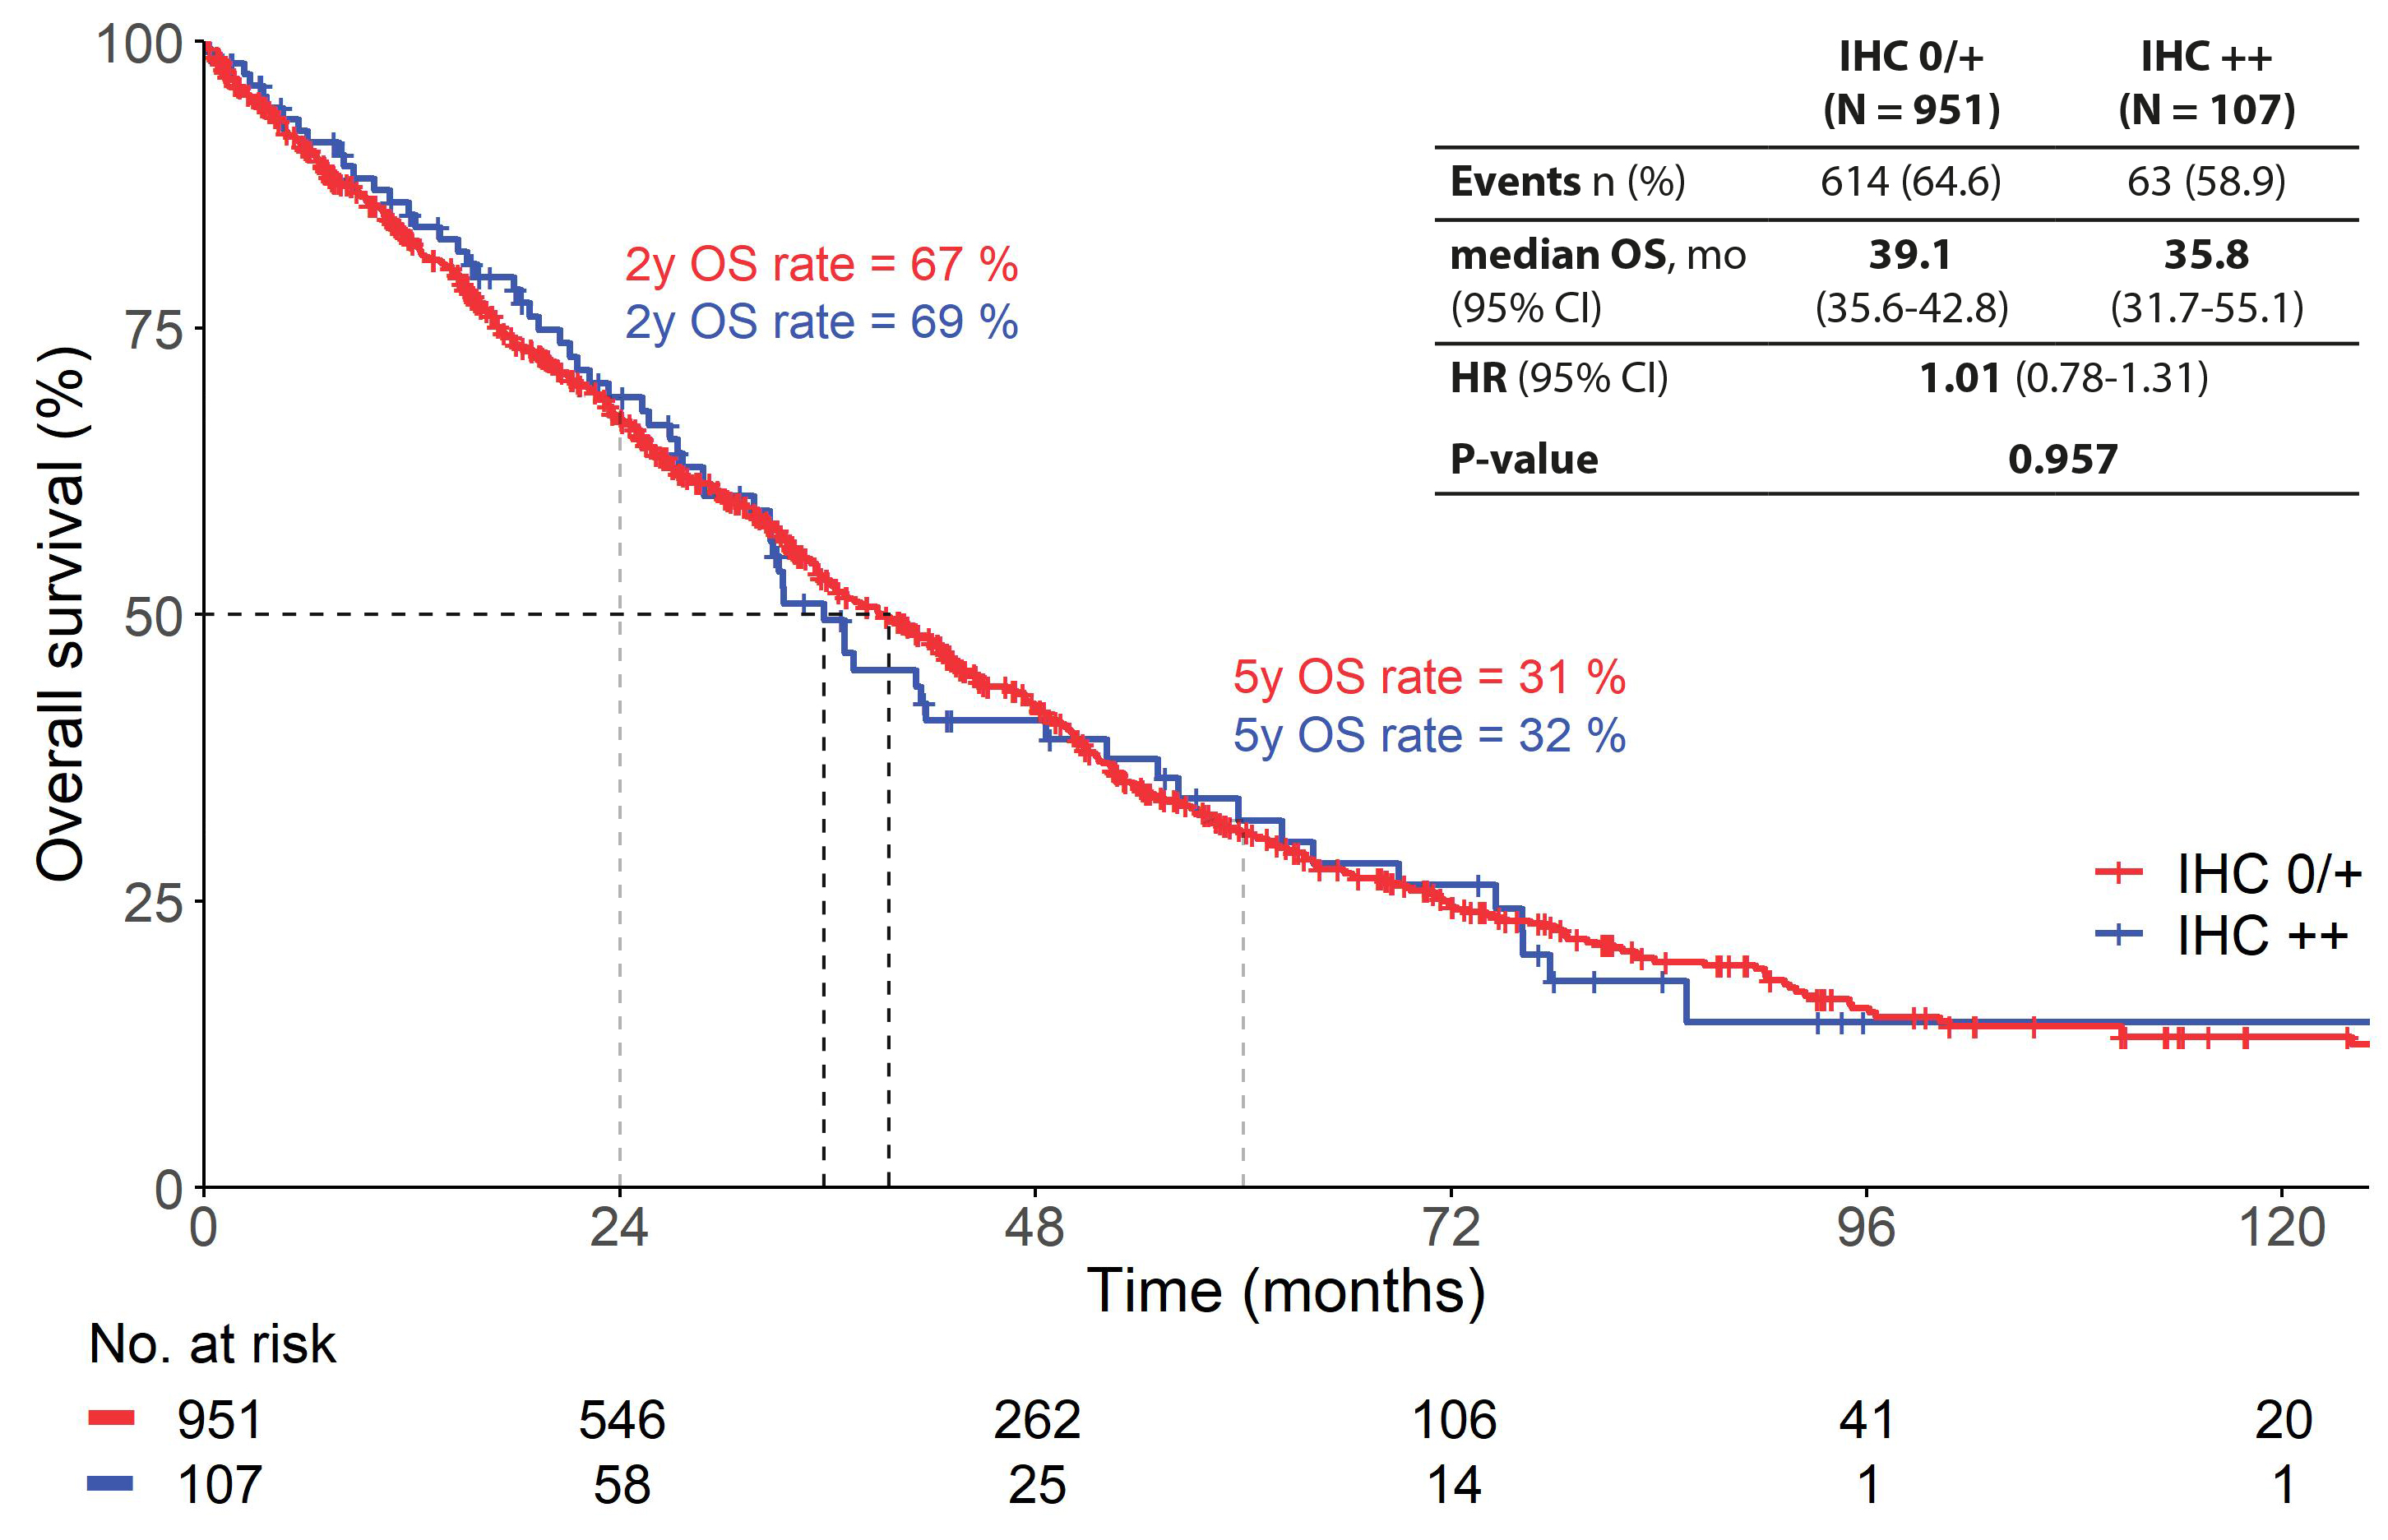 100
75
50
25
0
Overall survival (%)
0 24 48 72 96 120
Time (months)
2y OS rate = 67 %
2y OS rate = 69 %
5y OS rate = 31 %
5y OS rate = 32 %
IHC 0/+ IHC ++
(N = 951) (N = 107)
Events n (%) 614 (64.6) 63 (58.9)
median OS, mo 39.1 35.8
(95% CI) (35.6-42.8) (31.7-55.1)
HR (95% CI) 1.01 (0.78-1.31)
P-value 0.957
IHC 0/+
IHC ++
No. at risk
951 546 262 106 41 20
107 58 25 14 1 1